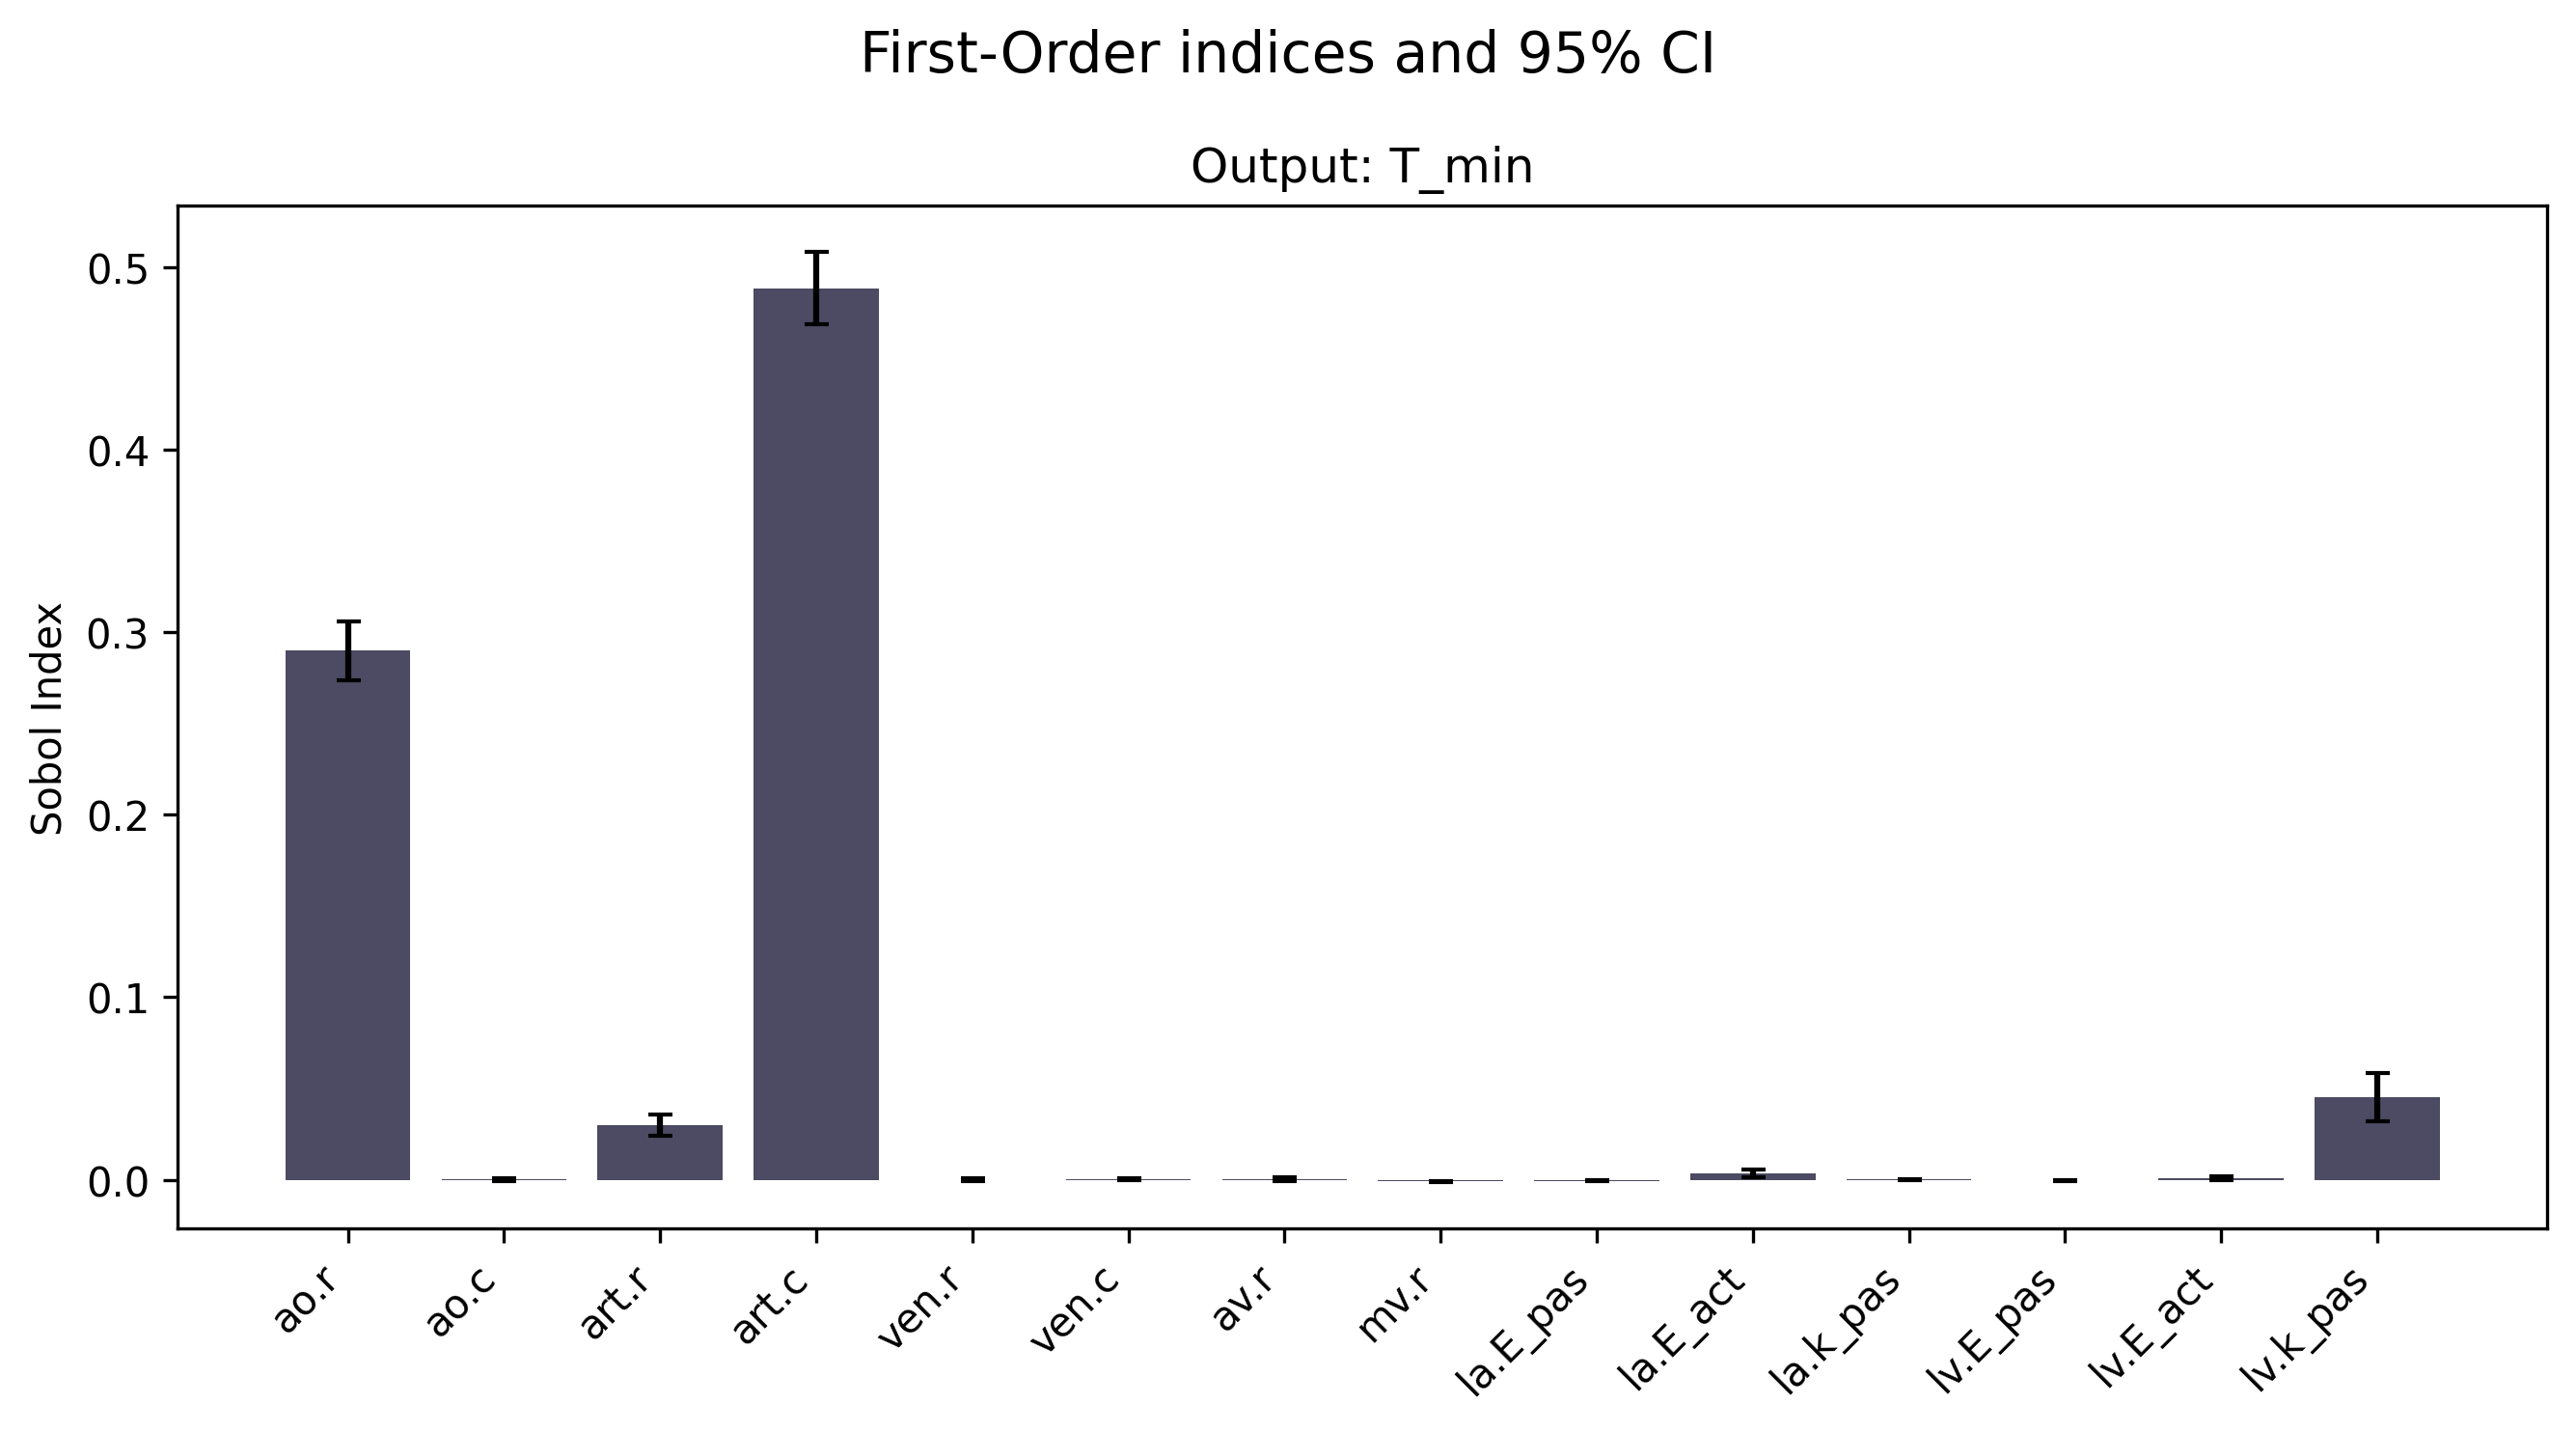 First-Order indices and 95% CI
Output: T_min
Sobol Index
0.5
0.4
0.3
0.2
0.1
0.0
ao.r
ao.c
art.r
art.c
ven.r
ven.c
av.r
mv.r
la.E_pas
la.E_act
la.k_pas
lv.E_pas
lv.E_act
lv.k_pas